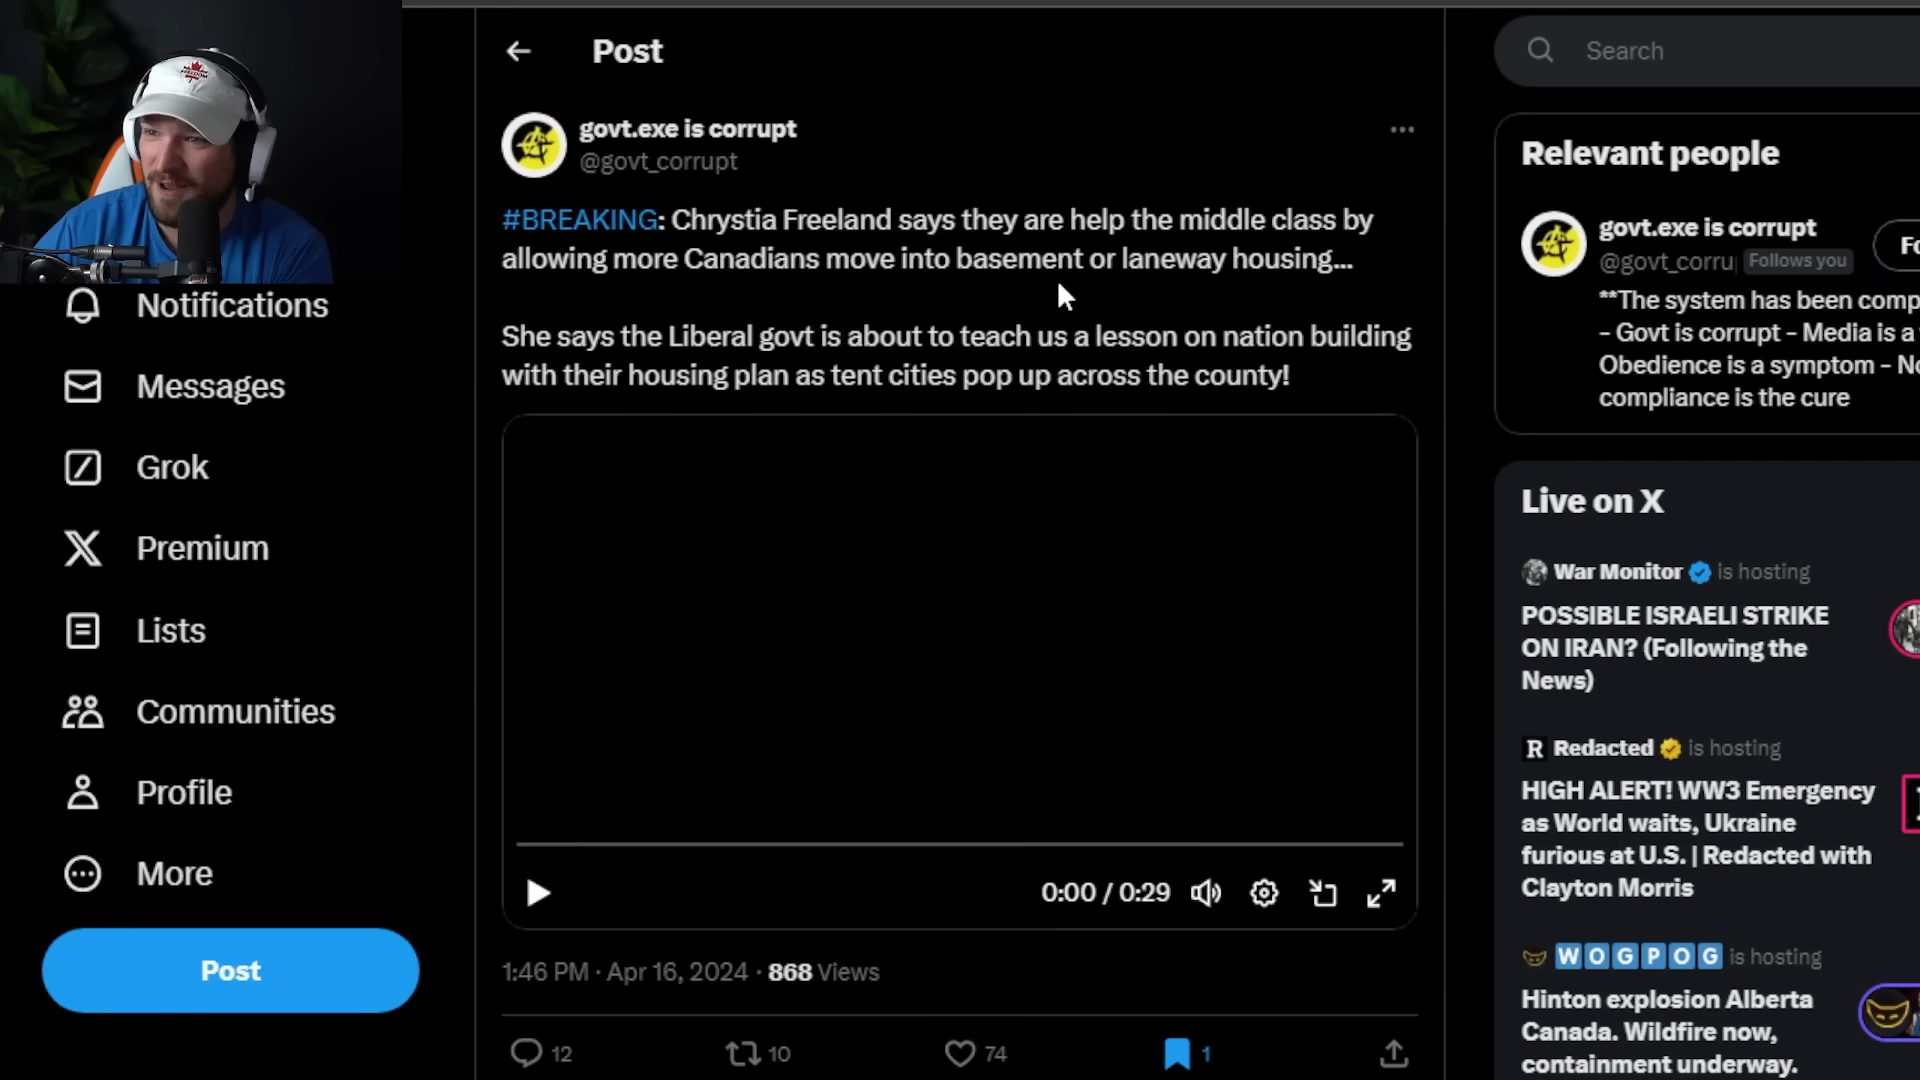 FREEDOM
Notifications
Messages
Grok
Premium
Lists
Communities
Profile
More
Post
Post
govt.exe is corrupt
@govt_corrupt
#BREAKING: Chrystia Freeland says they are help the middle class by
allowing more Canadians move into basement or laneway housing...
She says the Liberal govt is about to teach us a lesson on nation building
with their housing plan as tent cities pop up across the county!
0:00 / 0:29
1:46 PM · Apr 16, 2024 · 868 Views
12
10
74
1
Search
Relevant people
govt.exe is corrupt
@govt_corru Follows you
Fo
**The system has been comp
- Govt is corrupt - Media is a
Obedience is a symptom - No
compliance is the cure
Live on X
War Monitor is hosting
POSSIBLE ISRAELI STRIKE
ON IRAN? (Following the
News)
R Redacted is hosting
HIGH ALERT! WW3 Emergency
as World waits, Ukraine
furious at U.S. | Redacted with
Clayton Morris
W O G P O G is hosting
Hinton explosion Alberta
Canada. Wildfire now,
containment underway.